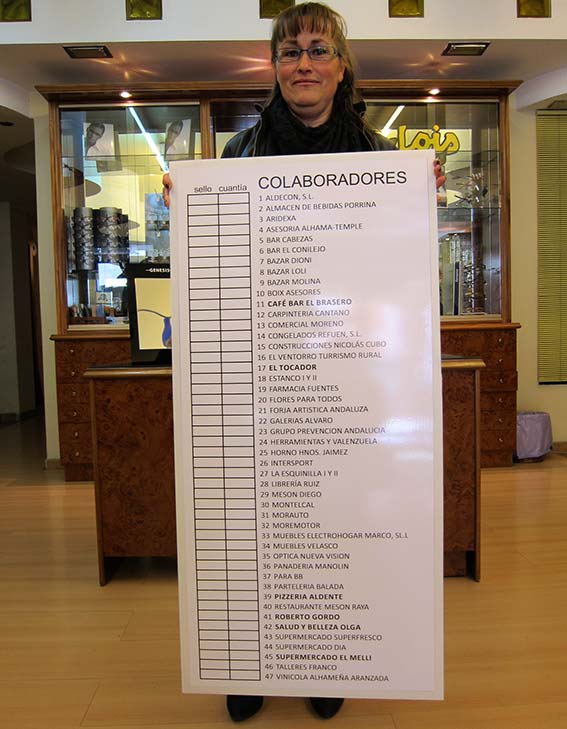 lois
GENESIS
sello cuantia COLABORADORES
1 ALDECON, S.L.
2 ALMACEN DE BEBIDAS PORRINA
3 ARIDEXA
4 ASESORIA ALHAMA-TEMPLE
5 BAR CABEZAS
6 BAR EL CONILEJO
7 BAZAR DIONI
8 BAZAR LOLI
9 BAZAR MOLINA
10 BOIX ASESORES
11 CAFÉ BAR EL BRASERO
12 CARPINTERIA CANTANO
13 COMERCIAL MORENO
14 CONGELADOS REFUEN, S.L.
15 CONSTRUCCIONES NICOLÁS CUBO
16 EL VENTORRO TURRISMO RURAL
17 EL TOCADOR
18 ESTANCO I Y II
19 FARMACIA FUENTES
20 FLORES PARA TODOS
21 FORJA ARTISTICA ANDALUZA
22 GALERIAS ALVARO
23 GRUPO PREVENCION ANDALUCIA
24 HERRAMIENTAS Y VALENZUELA
25 HORNO HNOS. JAIMEZ
26 INTERSPORT
27 LA ESQUINILLA I Y II
28 LIBRERÍA RUIZ
29 MESON DIEGO
30 MONTELCAL
31 MORAUTO
32 MOREMOTOR
33 MUEBLES ELECTROHOGAR MARCO, SL.L
34 MUEBLES VELASCO
35 OPTICA NUEVA VISION
36 PANADERIA MANOLIN
37 PARA BB
38 PARTELERIA BALADA
39 PIZZERIA ALDENTE
40 RESTAURANTE MESON RAYA
41 ROBERTO GORDO
42 SALUD Y BELLEZA OLGA
43 SUPERMERCADO SUPERFRESCO
44 SUPERMERCADO DIA
45 SUPERMERCADO EL MELLI
46 TALLERES FRANCO
47 VINICOLA ALHAMEÑA ARANZADA